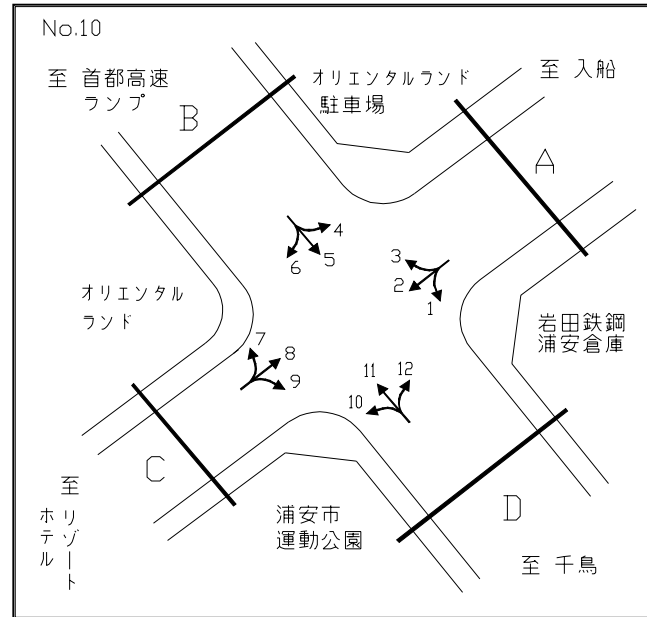 No.10
至 首都高速
ランプ
B
オリエンタルランド
駐車場
至 入船
A
4
5
6
3
2
1
オリエンタル
ランド
岩田鉄鋼
浦安倉庫
7
8
9
11
12
10
C
D
至 リゾート
ホテル
浦安市
運動公園
至 千鳥